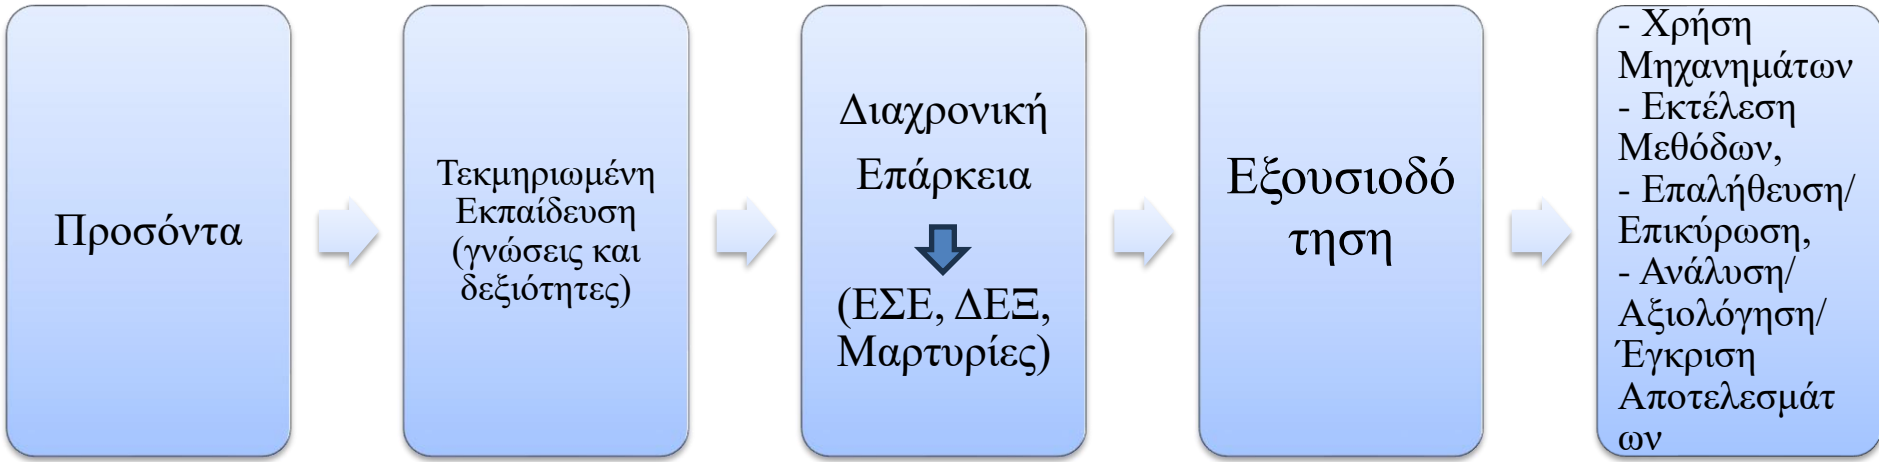 Προσόντα
Τεκμηριωμένη
Εκπαίδευση
(γνώσεις και
δεξιότητες)
Διαχρονική
Επάρκεια
(ΕΣΕ, ΔΕΞ,
Μαρτυρίες)
Εξουσιοδό
τηση
- Χρήση
Μηχανημάτων
- Εκτέλεση
Μεθόδων,
- Επαλήθευση/
Επικύρωση,
- Ανάλυση/
Αξιολόγηση/
Έγκριση
Αποτελεσμάτ
ων